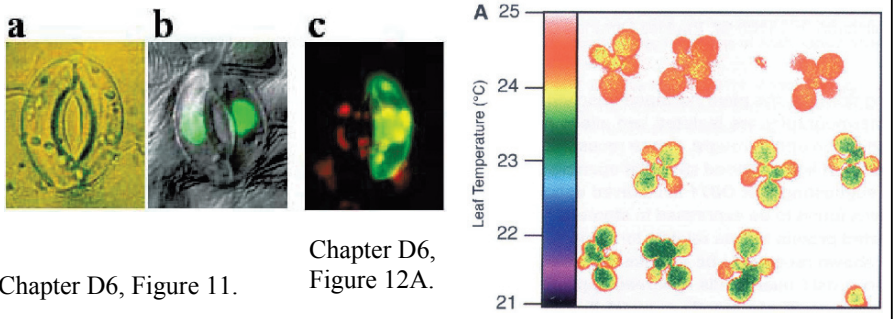 a
b
c
Chapter D6, Figure 11.
Chapter D6,
Figure 12A.
A
25
24
23
22
21
Leaf Temperature (°C)